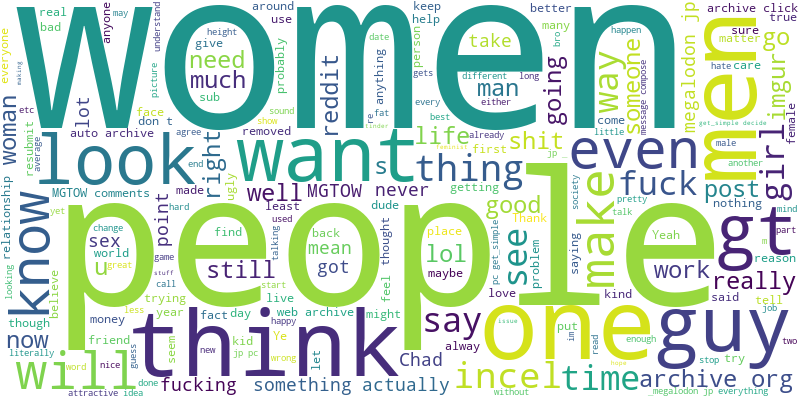 women
people
look
want
think
know
will
one
guy
men
gt
even
thing
make
way
girl
fuck
say
incel
time
life
shit
see
now
work
really
archive org
something actually
right
reddit
need
much
man
take
going
someone
go
imgur
megalodon jp
archive click
woman
lot
auto archive
removed
MGTOW comments
MGTOW
never
well
good
post
point
sex
still
mean
got
lol
maybe
Chad
fucking
web archive
relationship
resubmit
real
bad
anyone
everyone
around
use
give
probably
sub
height
picture
face
don t
keep
help
person
anything
date
fat
gets
every
tinder
many
better
bro
different
long
either
best
come
little
message compose
may
understand
happen
matter
sure
true
care
hate
get_simple decide
female
male
another
mind
part
nothing
pretty
talk
society
reason
tell
job
said
two
stop
try
put
kind
saying
problem
Thank
place
love
feel
thought
dude
back
find
used
talking
least
made
hard
ugly
getting
first
already
feminist
sound
show
agree
end
etc
average
yet
change
world
game
stuff
great
call
trying
year
believe
though
literally
money
friend
seem
fact
day
live
start
might
happy
kid
let
new
nice
guess
word
done
wrong
jp pc
alway
issue
im
read
enough
without
hope
less
looking
attractive idea
pc get_simple
Yeah
Ye
_megalodon jp
everything
making
u
s
re
m
jp _